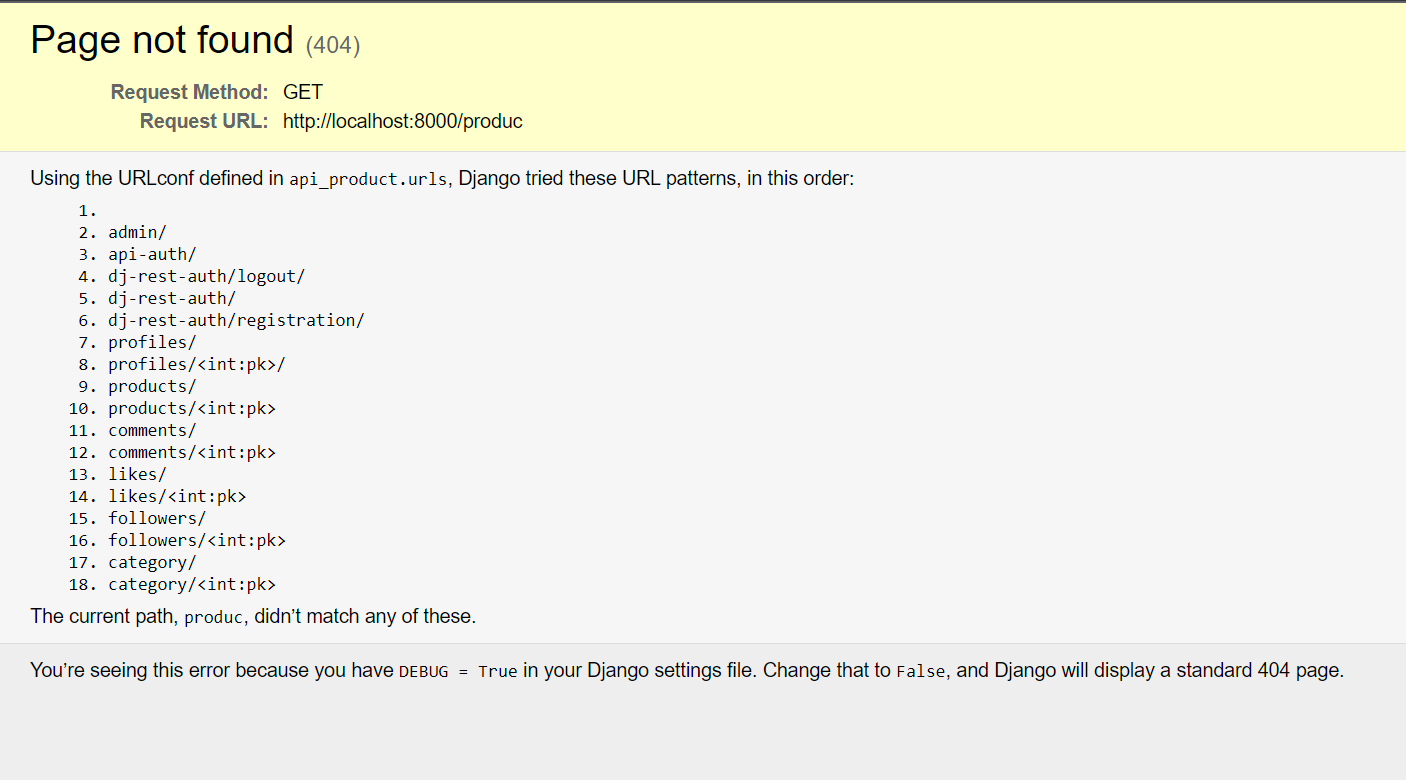 Page not found (404)
Request Method: GET
Request URL: http://localhost:8000/produc
Using the URLconf defined in api_product.urls, Django tried these URL patterns, in this order:
1.
2. admin/
3. api-auth/
4. dj-rest-auth/logout/
5. dj-rest-auth/
6. dj-rest-auth/registration/
7. profiles/
8. profiles/<int:pk>/
9. products/
10. products/<int:pk>
11. comments/
12. comments/<int:pk>
13. likes/
14. likes/<int:pk>
15. followers/
16. followers/<int:pk>
17. category/
18. category/<int:pk>
The current path, produc, didn’t match any of these.
You’re seeing this error because you have DEBUG = True in your Django settings file. Change that to False, and Django will display a standard 404 page.